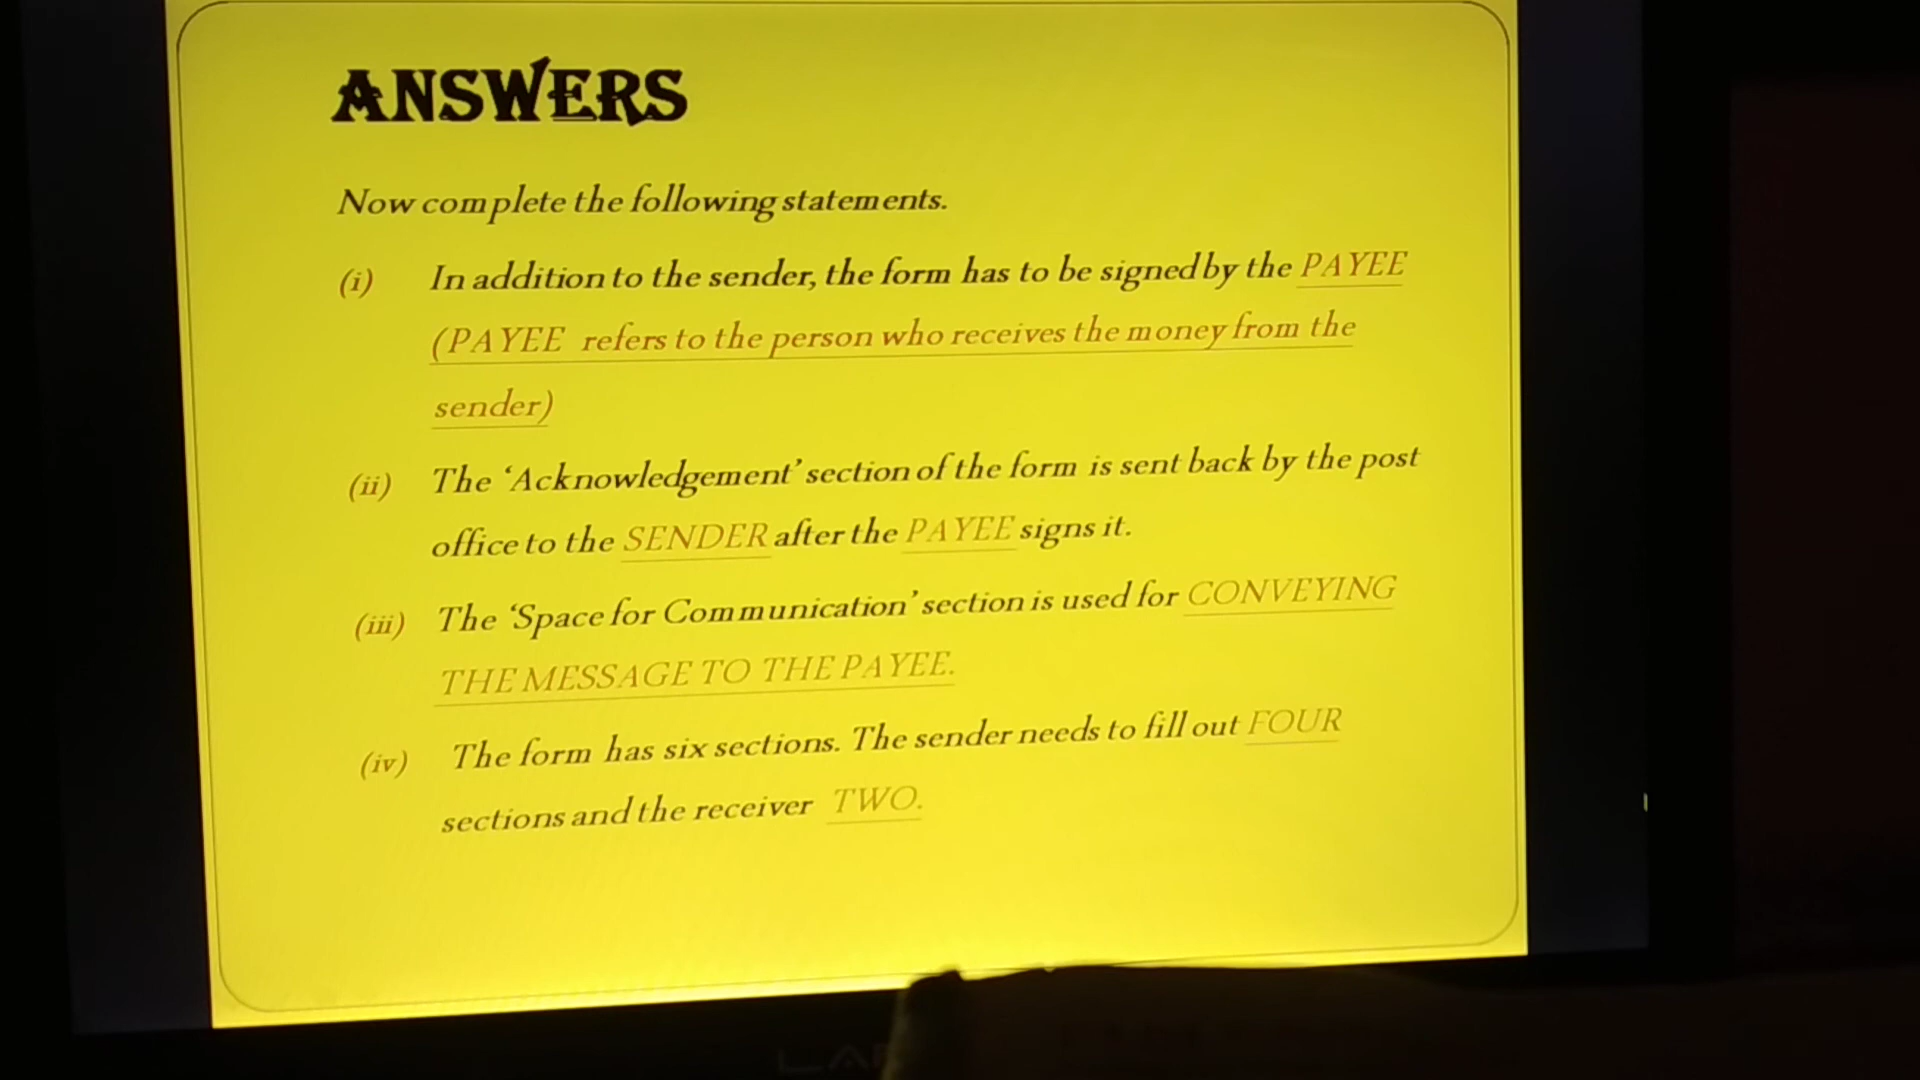 ANSWERS
Now complete the following statements.
(i) In addition to the sender, the form has to be signed by the PAYEE
(PAYEE refers to the person who receives the money from the
sender)
(ii) The ‘Acknowledgement’ section of the form is sent back by the post
office to the SENDER after the PAYEE signs it.
(iii) The ‘Space for Communication’ section is used for CONVEYING
THE MESSAGE TO THE PAYEE.
(iv) The form has six sections. The sender needs to fill out FOUR
sections and the receiver TWO.